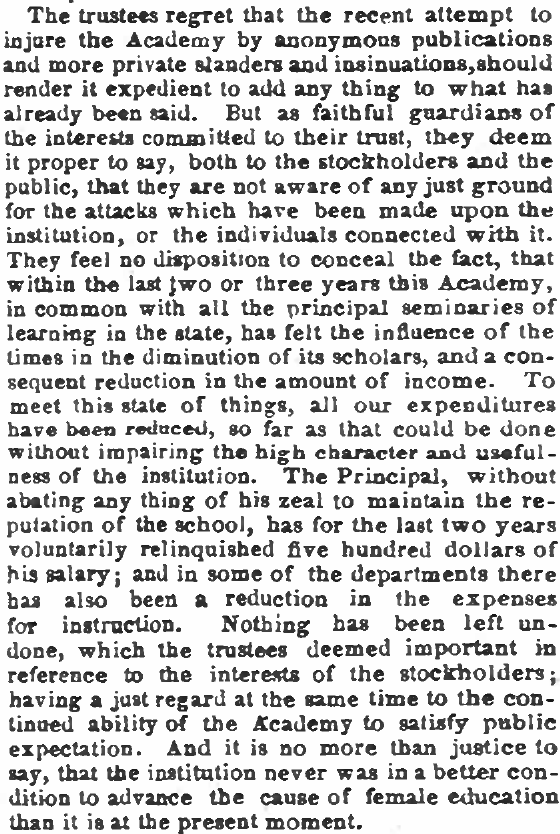 The trustees regret that the recent attempt to
injure the Academy by anonymous publications
and more private slanders and insinuations, should
render it expedient to add any thing to what has
already been said. But as faithful guardians of
the interests committed to their trust, they deem
it proper to say, both to the stockholders and the
public, that they are not aware of any just ground
for the attacks which have been made upon the
institution, or the individuals connected with it.
They feel no disposition to conceal the fact, that
within the last two or three years this Academy,
in common with all the principal seminaries of
learning in the state, has felt the influence of the
times in the diminution of its scholars, and a con-
sequent reduction in the amount of income. To
meet this state of things, all our expenditures
have been reduced, so far as that could be done
without impairing the high character and useful-
ness of the institution. The Principal, without
abating any thing of his zeal to maintain the re-
putation of the school, has for the last two years
voluntarily relinquished five hundred dollars of
his salary; and in some of the departments there
has also been a reduction in the expenses
for instruction. Nothing has been left un-
done, which the trustees deemed important in
reference to the interests of the stockholders;
having a just regard at the same time to the con-
tinued ability of the Academy to satisfy public
expectation. And it is no more than justice to
say, that the institution never was in a better con-
dition to advance the cause of female education
than it is at the present moment.